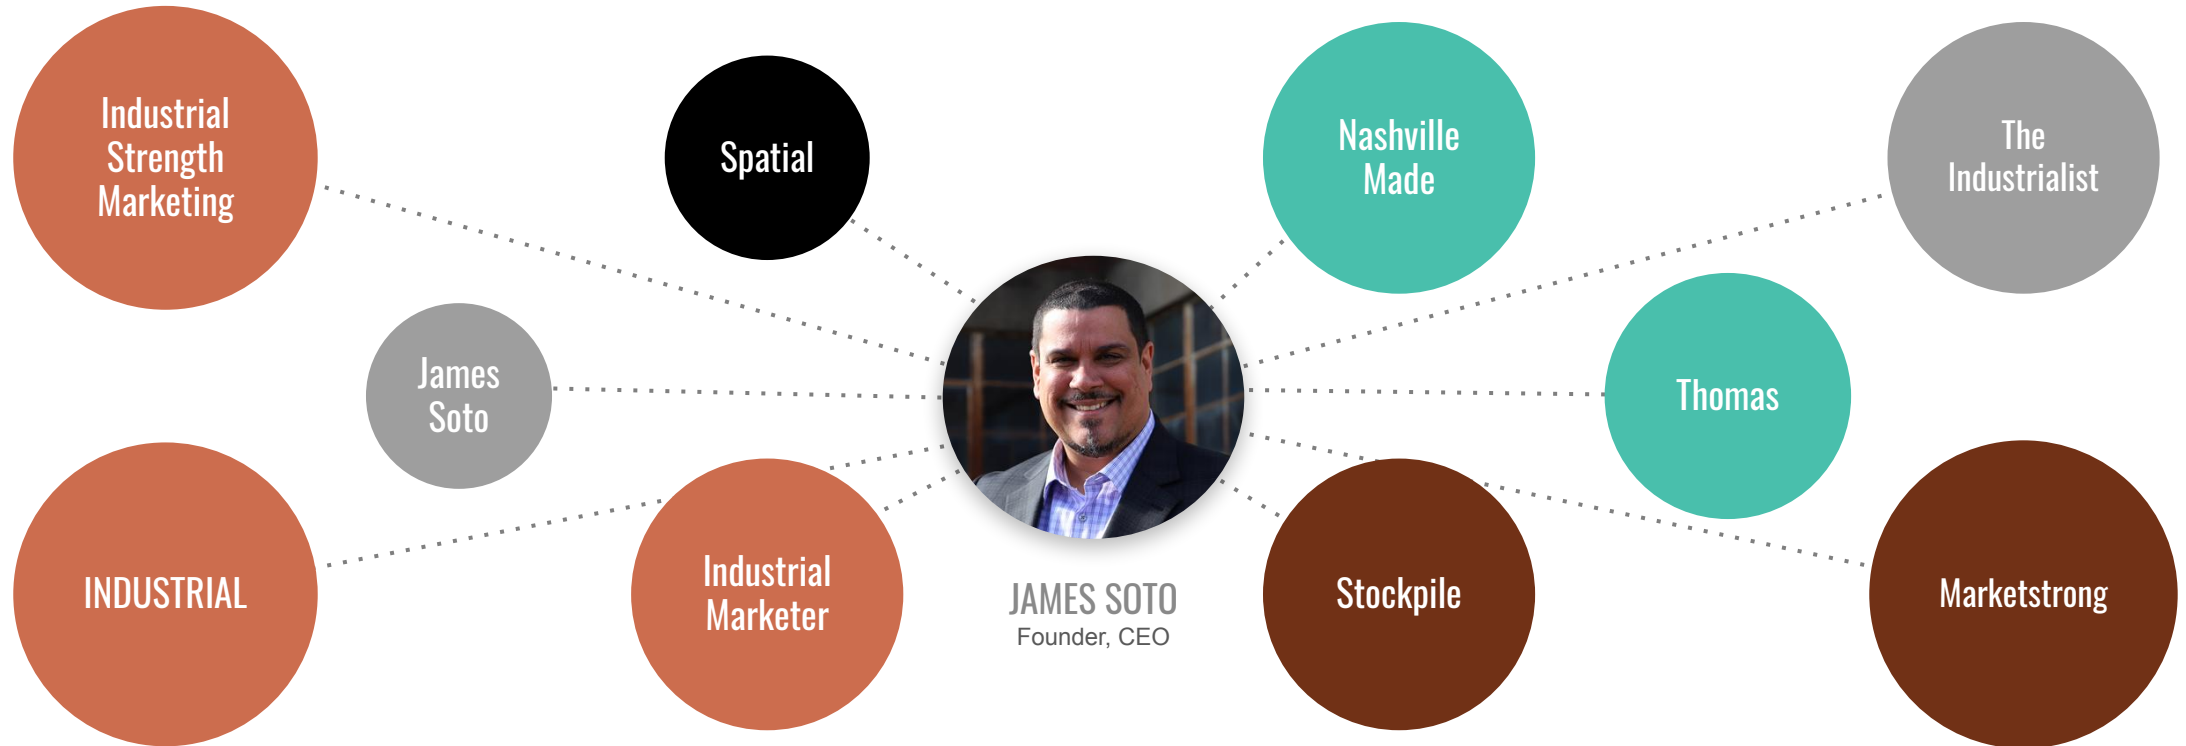 Industrial
Strength
Marketing
Spatial
Nashville
Made
The
Industrialist
James
Soto
Thomas
INDUSTRIAL
Industrial
Marketer
JAMES SOTO
Founder, CEO
Stockpile
Marketstrong